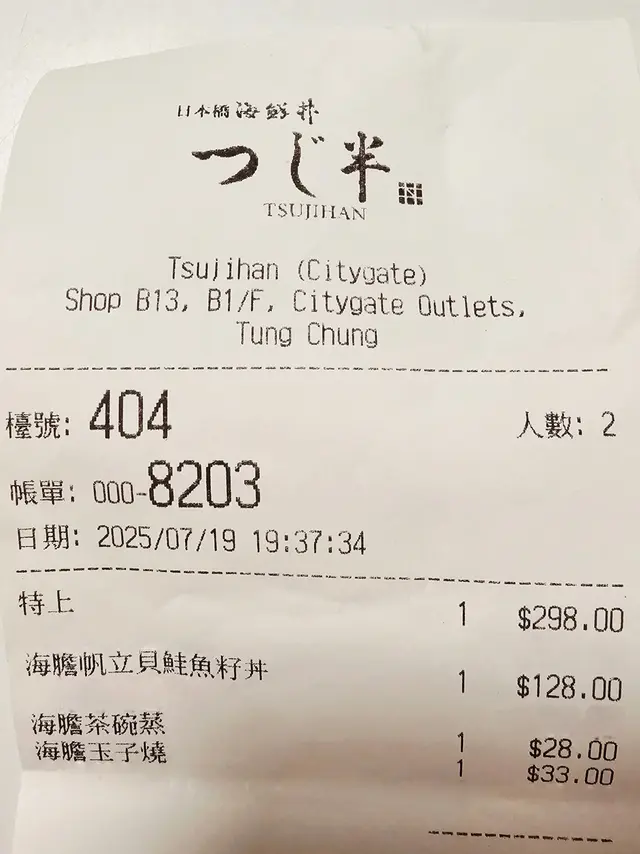 日本橋海鮮丼
つじ半
TSUJIHAN
Tsujihan (Citygate)
Shop B13, B1/F, Citygate Outlets,
Tung Chung
檯號: 404 人數: 2
帳單: 000-8203
日期: 2025/07/19 19:37:34
特上 1 $298.00
海膽帆立貝鮭魚籽丼 1 $128.00
海膽茶碗蒸 1 $28.00
海膽玉子燒 1 $33.00